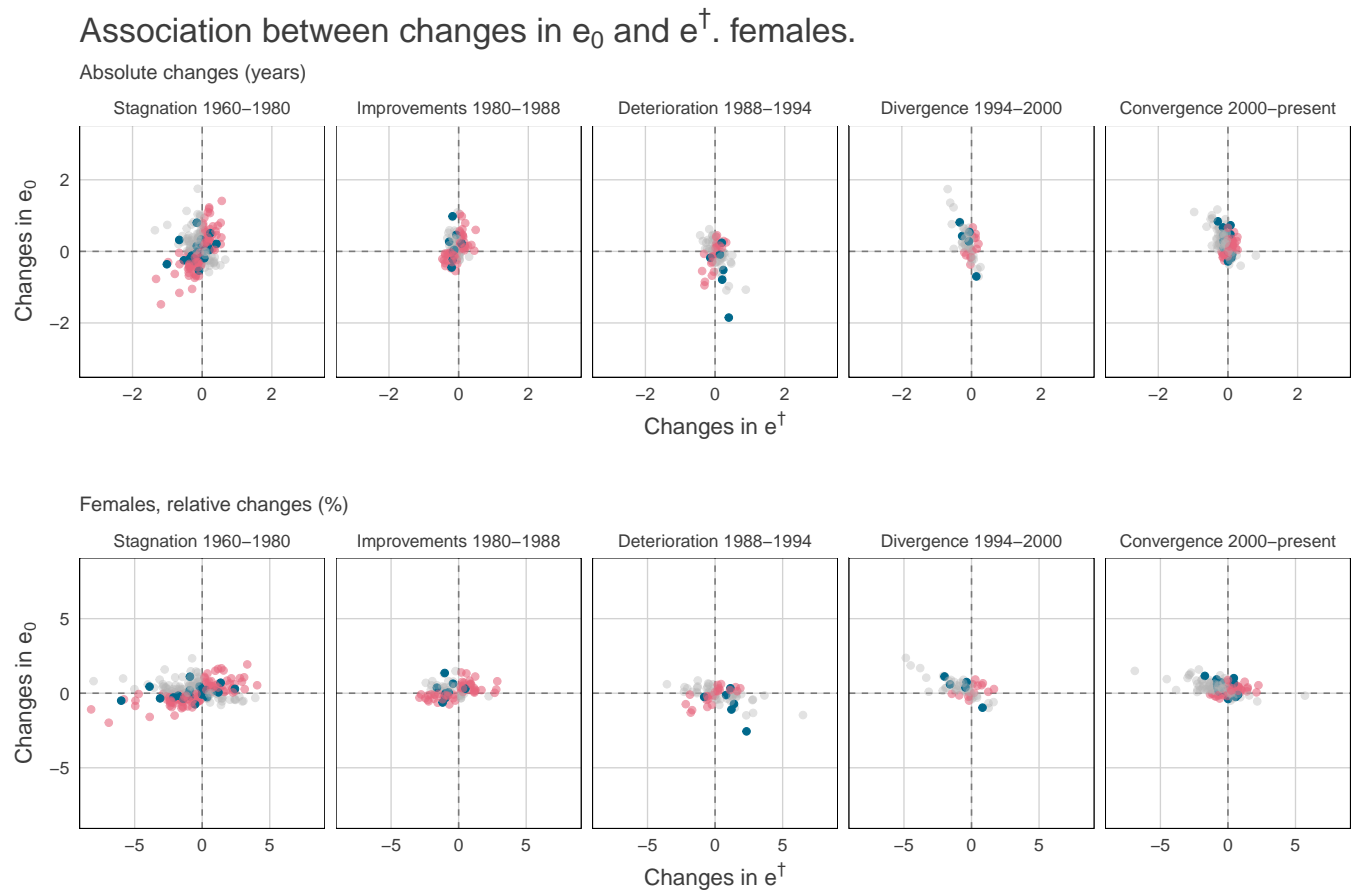 Association between changes in e₀ and e†. females.
Absolute changes (years)
Stagnation 1960−1980 Improvements 1980−1988 Deterioration 1988−1994 Divergence 1994−2000 Convergence 2000−present
Changes in e₀
2
0
−2
−2 0 2 −2 0 2 −2 0 2 −2 0 2 −2 0 2
Changes in e†
Females, relative changes (%)
Stagnation 1960−1980 Improvements 1980−1988 Deterioration 1988−1994 Divergence 1994−2000 Convergence 2000−present
Changes in e₀
5
0
−5
−5 0 5 −5 0 5 −5 0 5 −5 0 5 −5 0 5
Changes in e†